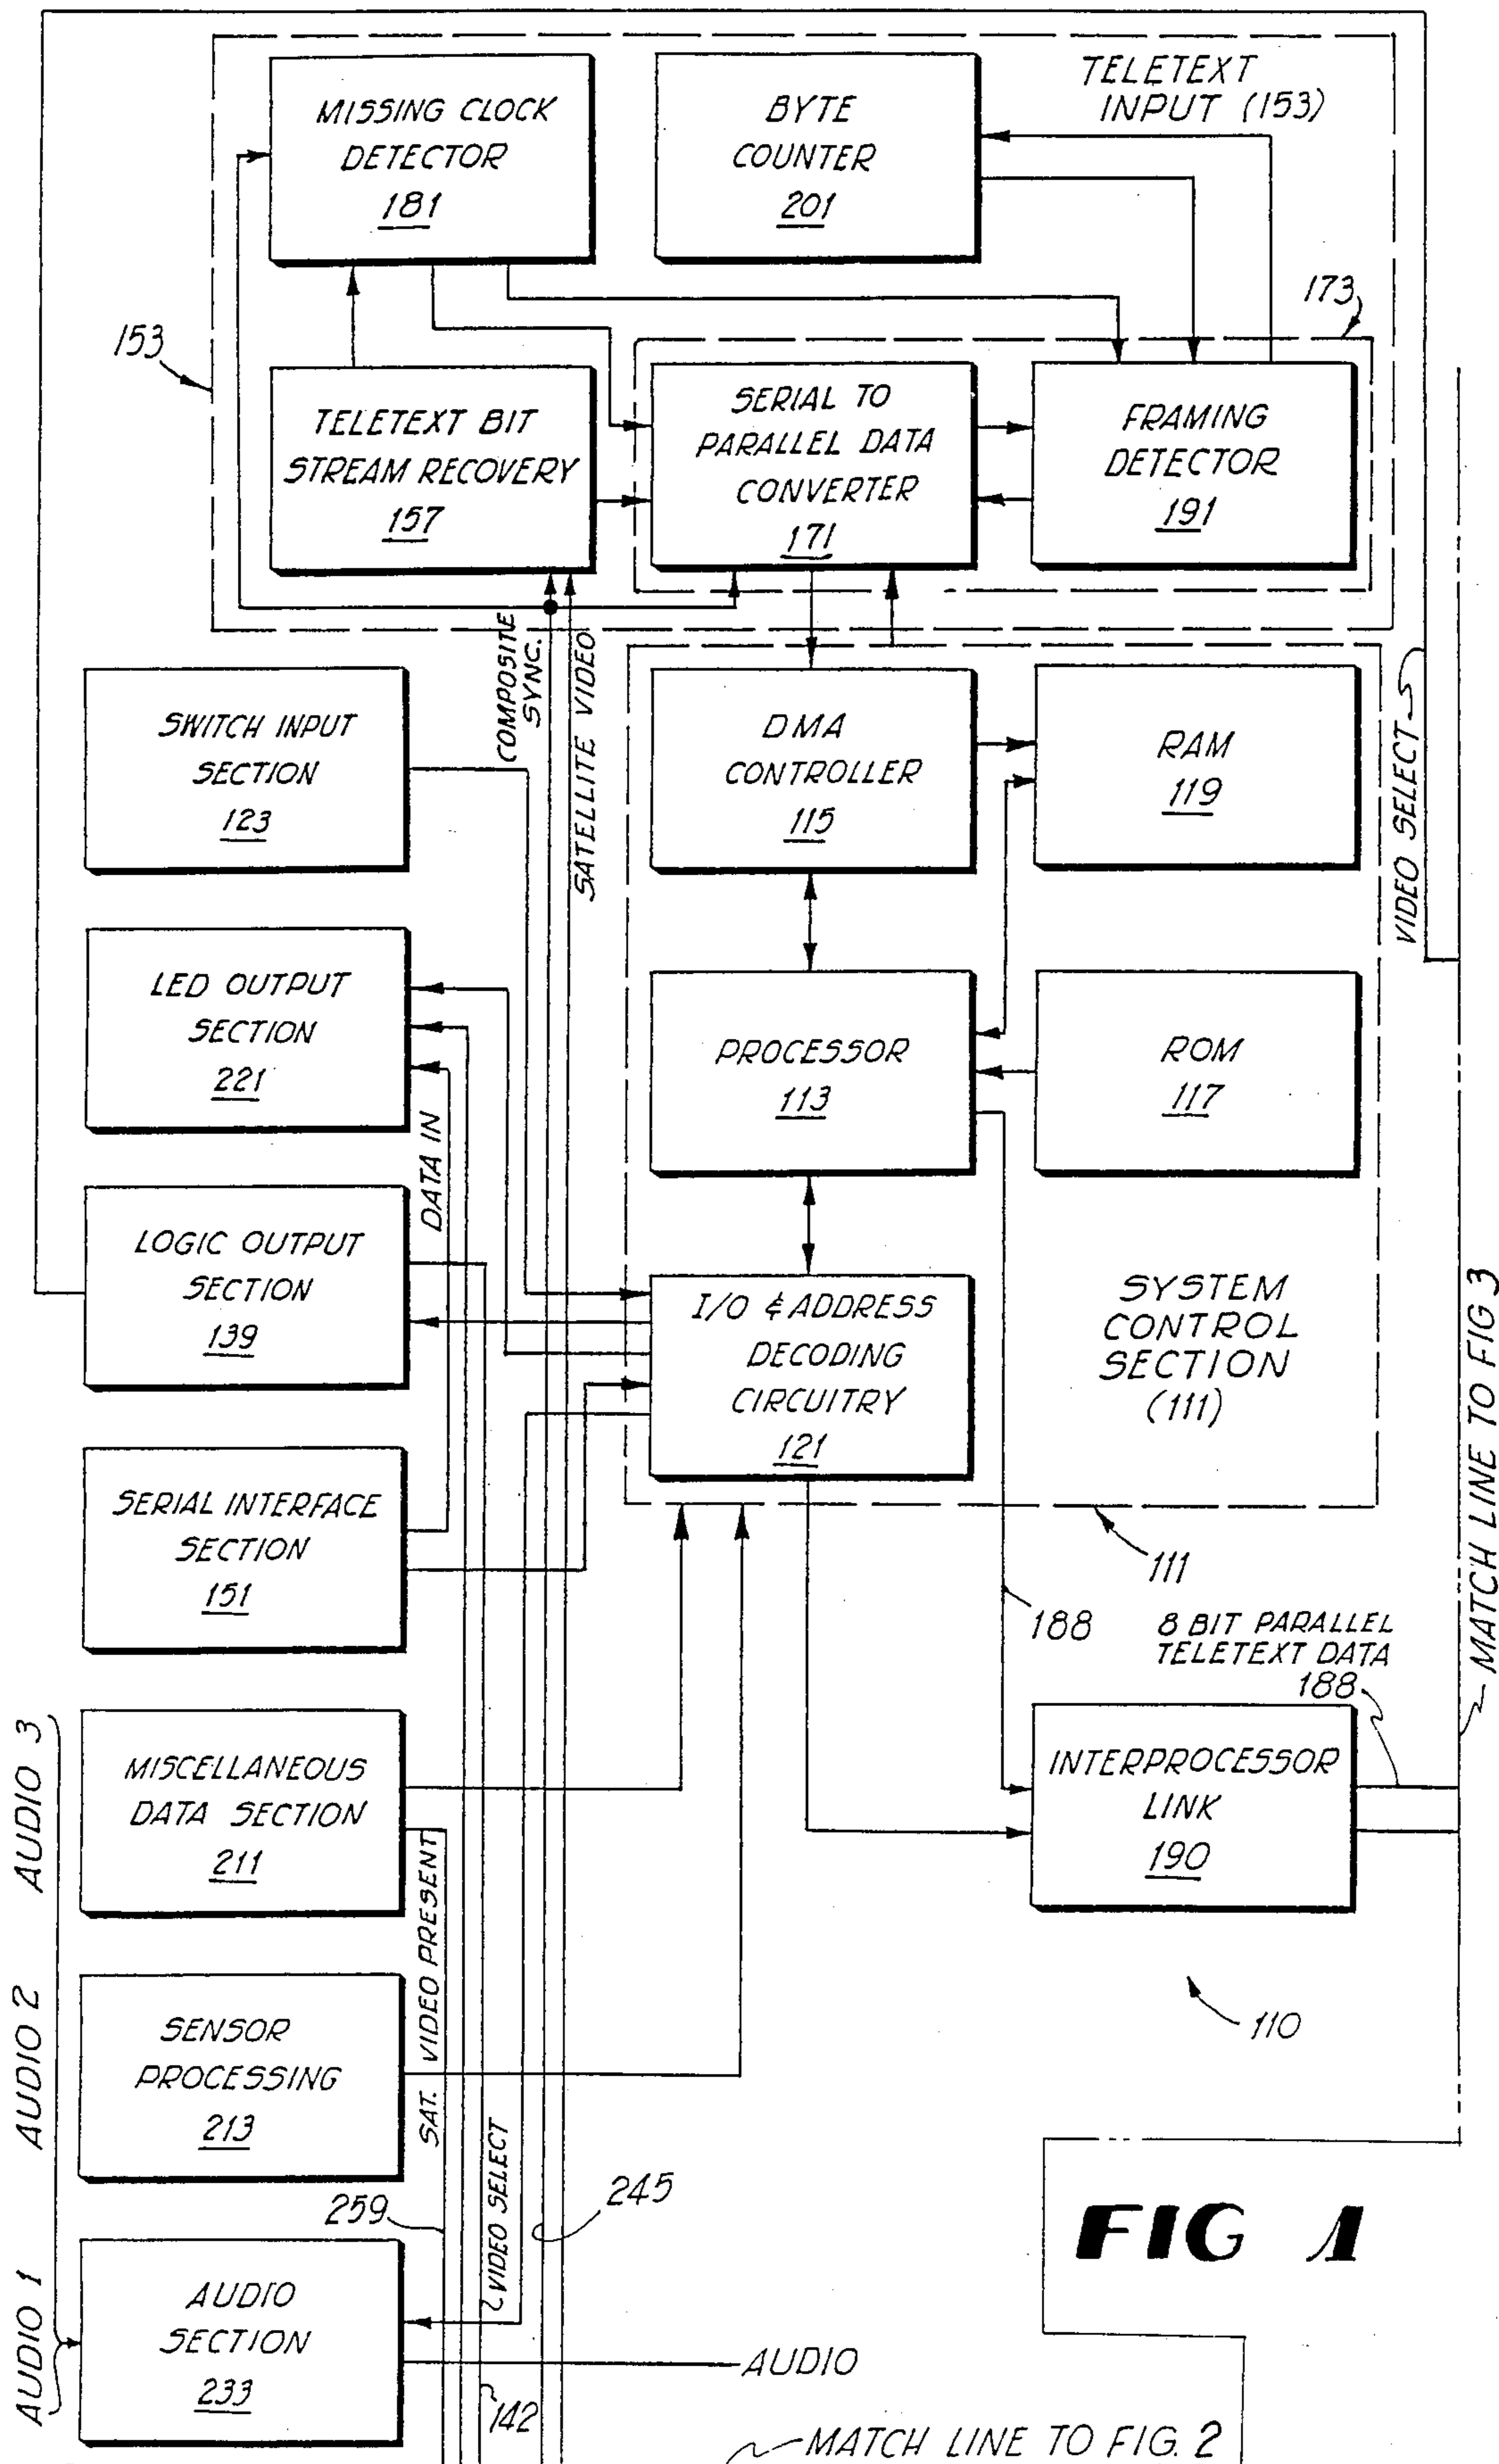 MISSING CLOCK
DETECTOR
181
BYTE
COUNTER
201
TELETEXT
INPUT (153)
153
173
TELETEXT BIT
STREAM RECOVERY
157
SERIAL TO
PARALLEL DATA
CONVERTER
171
FRAMING
DETECTOR
191
COMPOSITE
SYNC.
SATELLITE VIDEO
VIDEO SELECT
SWITCH INPUT
SECTION
123
DMA
CONTROLLER
115
RAM
119
LED OUTPUT
SECTION
221
DATA IN
PROCESSOR
113
ROM
117
LOGIC OUTPUT
SECTION
139
I/O & ADDRESS
DECODING
CIRCUITRY
121
SYSTEM
CONTROL
SECTION
(111)
MATCH LINE TO FIG 3
SERIAL INTERFACE
SECTION
151
111
188
8 BIT PARALLEL
TELETEXT DATA
188
AUDIO 3
MISCELLANEOUS
DATA SECTION
211
INTERPROCESSOR
LINK
190
SAT. VIDEO PRESENT
AUDIO 2
SENSOR
PROCESSING
213
110
259
VIDEO SELECT
245
AUDIO 1
AUDIO
SECTION
233
AUDIO
142
FIG 1
MATCH LINE TO FIG. 2